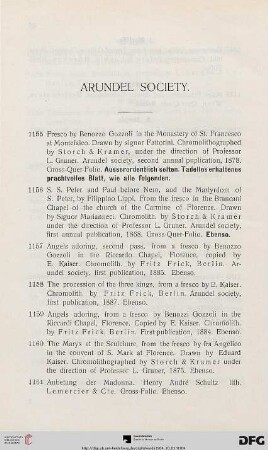 ARUNDEL SOCIETY.
1155 Fresco by Benozzo Gozzoli in the Monastery of St. Francesco
at Montefalco. Drawn by signor Fattorini. Chromolithographed
by Storch & Kramer, under the direction of Professor
L. Gruner. Arundel society, second annual puplication, 1878.
Gross-Quer-Folio. Ausserordentlich selten. Tadellos erhaltenes
prachtvolles Blatt, wie alle folgenden.
1156 S. S. Peter and Paul before Nero, and the Martyrdom of
S. Peter, by Filippino Lippi. From the fresco in the Brancani
Chapel of the church of the Carmine of Florence. Drawn
by Signor Mariannecci. Chromolith. by Storch & Kramer
under the direction of Professor L. Gruner. Arundel society,
first annual publication, 1868. Gross-Quer-Folio. Ebenso.
1157 Angels adoring, second pass, from a fresco by Benozzo
Gozzoli in the Riccardo Chapel, Florence, copied by
E. Kaiser. Chromolith. by Fritz Frick, Berlin. Ar-
undel society, first publication, 1885. Ebenso.
1158 The procession of the three kings, from a fresco by E. Kaiser.
Chromolith. by Fritz Frick, Berlin. Arundel society,
first publication, 1887. Ebenso.
1159 Angels adoring, from a fresco by Benozzi Gozzoli in the
Riccardi Chapel, Florence. Copied by E. Kaiser. Chromolith.
by Fritz Frick, Berlin. First publication, 1884. Ebenso.
1160 The Marys at the Sculchure, from the fresco by fra Angelico
in the convent of S. Mark at Florence. Drawn by Eduard
Kaiser. Chromolithographed by Storch & Kramer under
the direction of Professor L. Gruner, 1875. Ebenso.
1161 Anbetung der Madonna. Henry André Schultz lith.
Lemercier & Cie. Gross-Folio. Ebenso.
UNIVERSITÄTS-
BIBLIOTHEK
HEIDELBERG
DFG